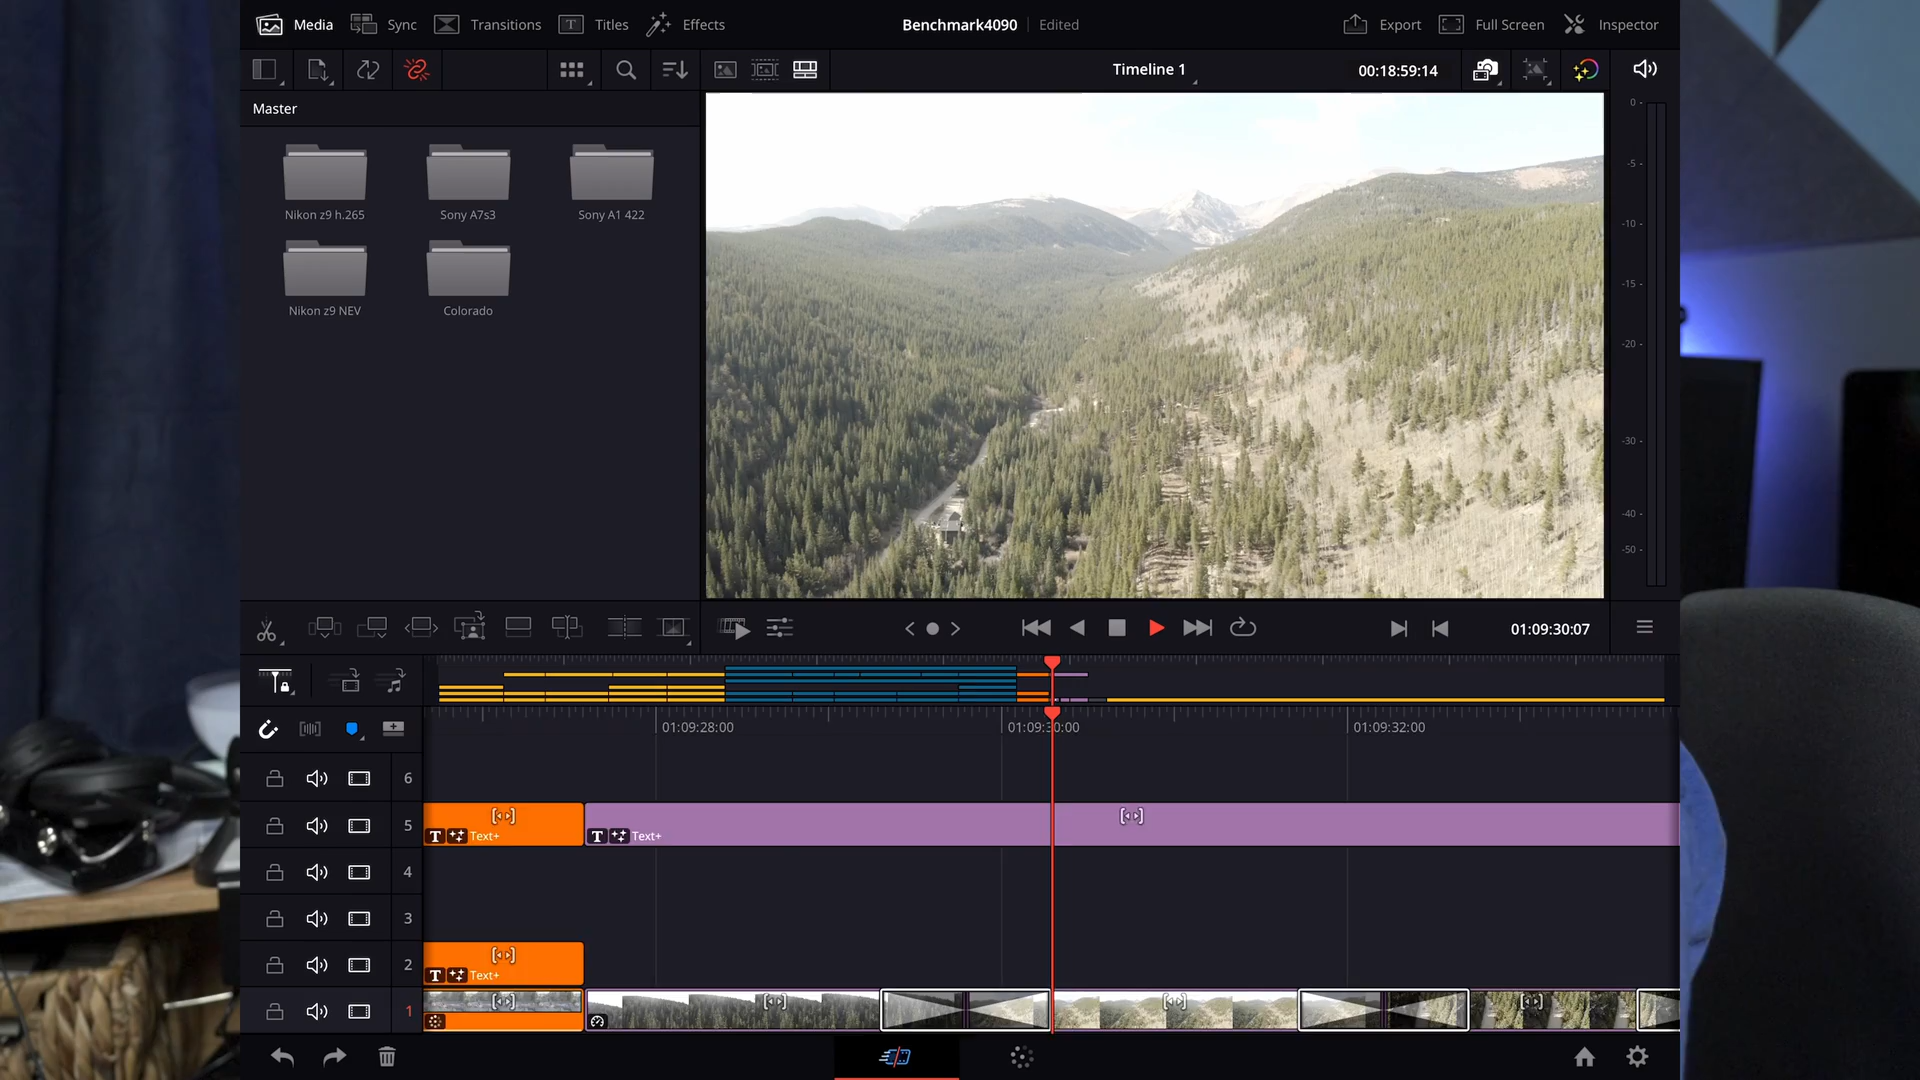 Media Sync Transitions Titles Effects Benchmark4090 Edited Export Full Screen Inspector
Timeline 1 00:18:59:14
Master
Nikon z9 h.265 Sony A7s3 Sony A1 422
Nikon z9 NEV Colorado
0
-5
-10
-15
-20
-30
-40
-50
01:09:30:07
01:09:28:00 01:09:30:00 01:09:32:00
6
5 T Text+ T Text+
4
3
2 T Text+
1